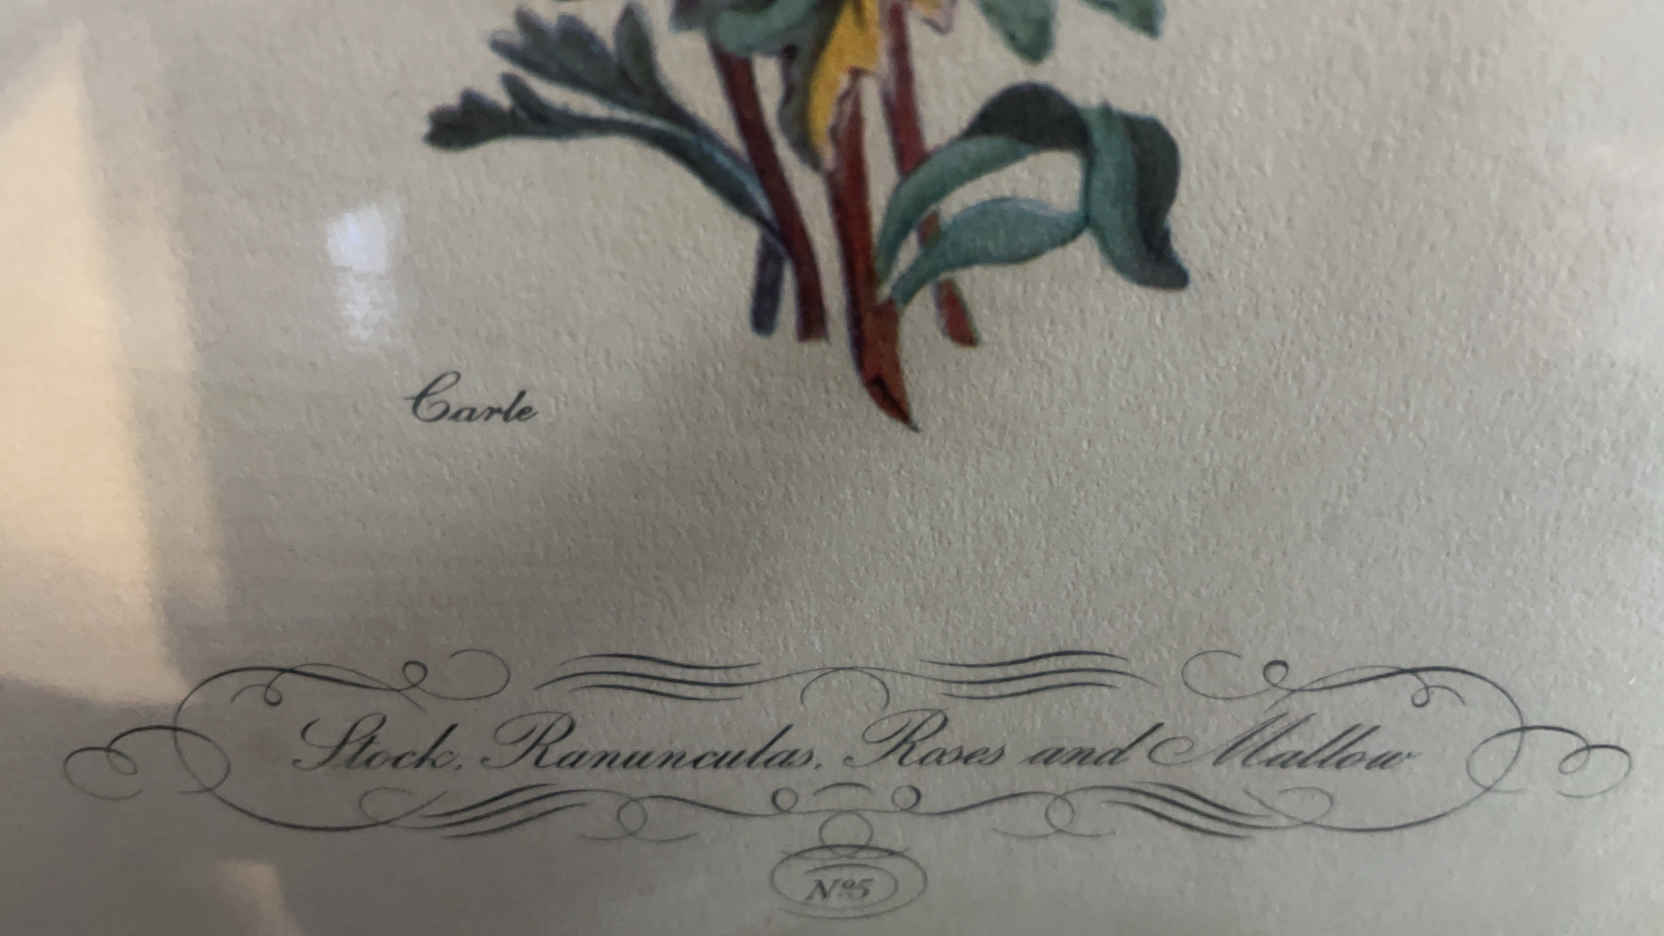 Carle
Stock, Ranunculas, Roses and Mallow
Nº5